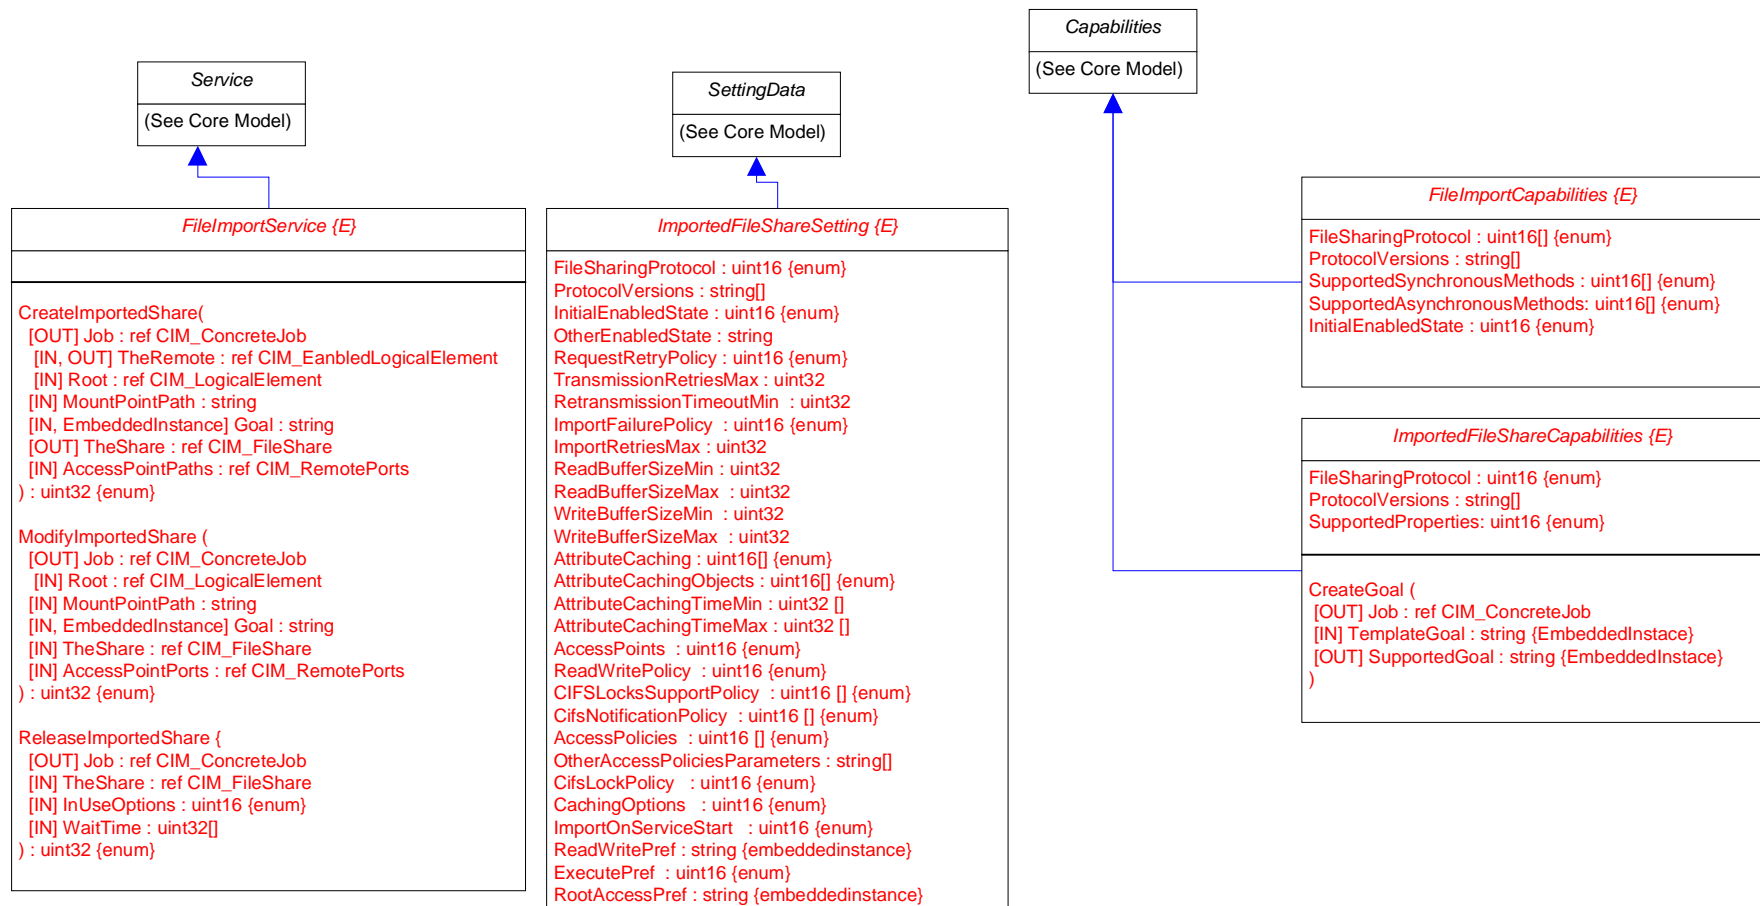 Service
(See Core Model)
FileImportService {E}
CreateImportedShare(
[OUT] Job : ref CIM_ConcreteJob
[IN, OUT] TheRemote : ref CIM_EanbledLogicalElement
[IN] Root : ref CIM_LogicalElement
[IN] MountPointPath : string
[IN, EmbeddedInstance] Goal : string
[OUT] TheShare : ref CIM_FileShare
[IN] AccessPointPaths : ref CIM_RemotePorts
) : uint32 {enum}
ModifyImportedShare (
[OUT] Job : ref CIM_ConcreteJob
[IN] Root : ref CIM_LogicalElement
[IN] MountPointPath : string
[IN, EmbeddedInstance] Goal : string
[IN] TheShare : ref CIM_FileShare
[IN] AccessPointPorts : ref CIM_RemotePorts
) : uint32 {enum}
ReleaseImportedShare {
[OUT] Job : ref CIM_ConcreteJob
[IN] TheShare : ref CIM_FileShare
[IN] InUseOptions : uint16 {enum}
[IN] WaitTime : uint32[]
) : uint32 {enum}
SettingData
(See Core Model)
ImportedFileShareSetting {E}
FileSharingProtocol : uint16 {enum}
ProtocolVersions : string[]
InitialEnabledState : uint16 {enum}
OtherEnabledState : string
RequestRetryPolicy : uint16 {enum}
TransmissionRetriesMax : uint32
RetransmissionTimeoutMin : uint32
ImportFailurePolicy : uint16 {enum}
ImportRetriesMax : uint32
ReadBufferSizeMin : uint32
ReadBufferSizeMax : uint32
WriteBufferSizeMin : uint32
WriteBufferSizeMax : uint32
AttributeCaching : uint16[] {enum}
AttributeCachingObjects : uint16[] {enum}
AttributeCachingTimeMin : uint32 []
AttributeCachingTimeMax : uint32 []
AccessPoints : uint16 {enum}
ReadWritePolicy : uint16 {enum}
CIFSLocksSupportPolicy : uint16 [] {enum}
CifsNotificationPolicy : uint16 [] {enum}
AccessPolicies : uint16 [] {enum}
OtherAccessPoliciesParameters : string[]
CifsLockPolicy : uint16 {enum}
CachingOptions : uint16 {enum}
ImportOnServiceStart : uint16 {enum}
ReadWritePref : string {embeddedinstance}
ExecutePref : uint16 {enum}
RootAccessPref : string {embeddedinstance}
Capabilities
(See Core Model)
FileImportCapabilities {E}
FileSharingProtocol : uint16[] {enum}
ProtocolVersions : string[]
SupportedSynchronousMethods : uint16[] {enum}
SupportedAsynchronousMethods: uint16[] {enum}
InitialEnabledState : uint16 {enum}
ImportedFileShareCapabilities {E}
FileSharingProtocol : uint16 {enum}
ProtocolVersions : string[]
SupportedProperties: uint16 {enum}
CreateGoal (
[OUT] Job : ref CIM_ConcreteJob
[IN] TemplateGoal : string {EmbeddedInstace}
[OUT] SupportedGoal : string {EmbeddedInstace}
)